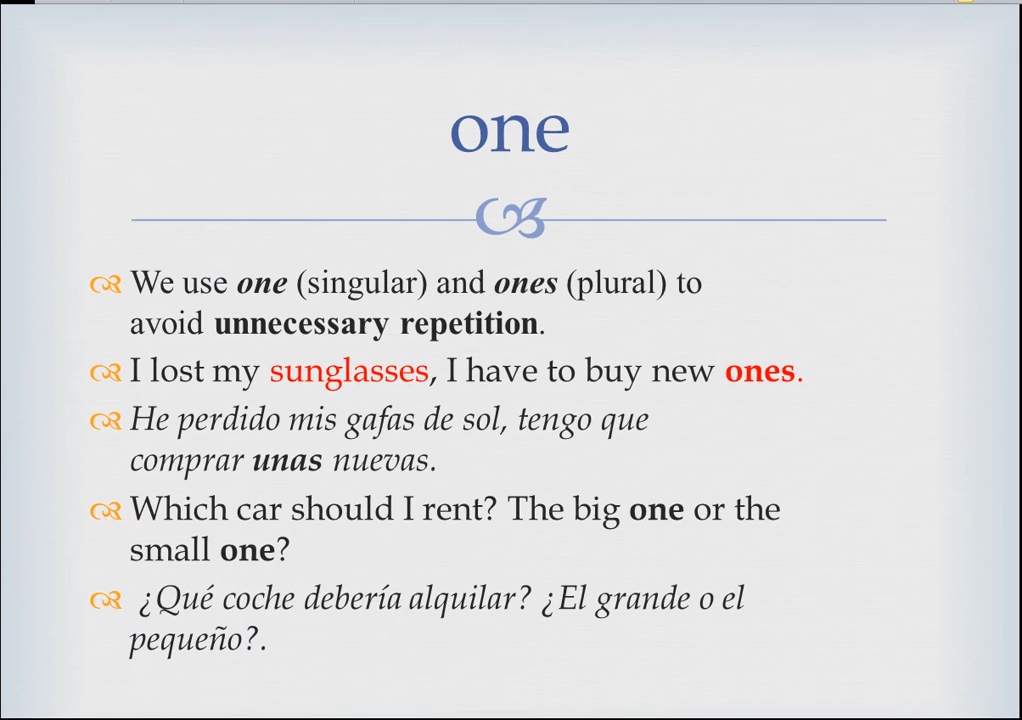 one
We use one (singular) and ones (plural) to
avoid unnecessary repetition.
I lost my sunglasses, I have to buy new ones.
He perdido mis gafas de sol, tengo que
comprar unas nuevas.
Which car should I rent? The big one or the
small one?
¿Qué coche debería alquilar? ¿El grande o el
pequeño?.